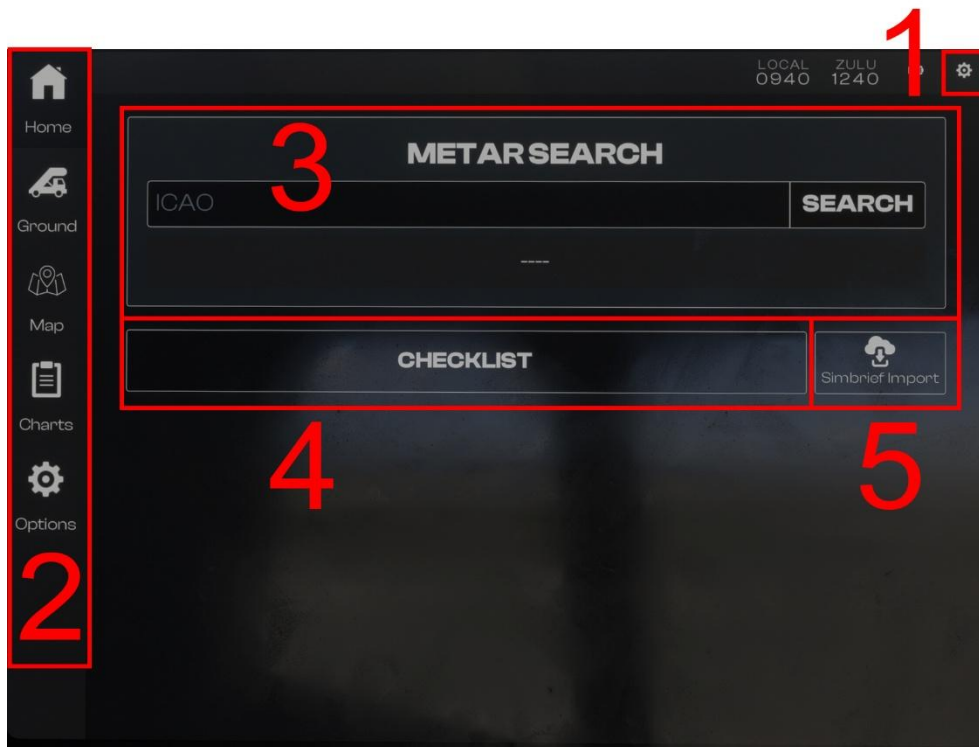 1
LOCAL ZULU
0940 1240
Home
Ground
Map
Charts
Options
2
3
METAR SEARCH
ICAO
SEARCH
----
CHECKLIST
Simbrief Import
4
5